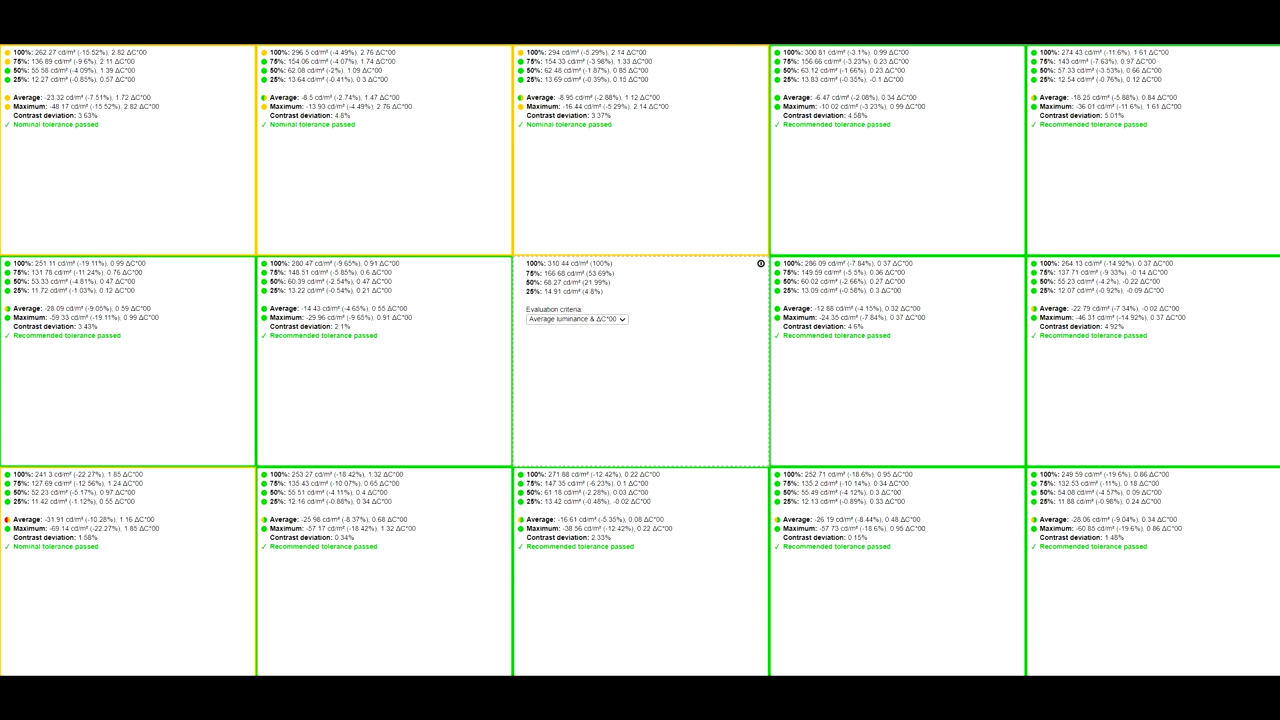 100%: 262.27 cd/m² (-15.52%), 2.82 ΔC*00
75%: 136.89 cd/m² (-9.6%), 2.11 ΔC*00
50%: 55.58 cd/m² (-4.09%), 1.39 ΔC*00
25%: 12.27 cd/m² (-0.85%), 0.57 ΔC*00
Average: -23.32 cd/m² (-7.51%), 1.72 ΔC*00
Maximum: -48.17 cd/m² (-15.52%), 2.82 ΔC*00
Contrast deviation: 3.63%
✓ Nominal tolerance passed
100%: 296.5 cd/m² (-4.49%), 2.76 ΔC*00
75%: 154.06 cd/m² (-4.07%), 1.74 ΔC*00
50%: 62.08 cd/m² (-2%), 1.09 ΔC*00
25%: 13.64 cd/m² (-0.41%), 0.3 ΔC*00
Average: -8.5 cd/m² (-2.74%), 1.47 ΔC*00
Maximum: -13.93 cd/m² (-4.49%), 2.76 ΔC*00
Contrast deviation: 4.8%
✓ Nominal tolerance passed
100%: 294 cd/m² (-5.29%), 2.14 ΔC*00
75%: 154.33 cd/m² (-3.98%), 1.33 ΔC*00
50%: 62.48 cd/m² (-1.87%), 0.85 ΔC*00
25%: 13.69 cd/m² (-0.39%), 0.15 ΔC*00
Average: -8.95 cd/m² (-2.88%), 1.12 ΔC*00
Maximum: -16.44 cd/m² (-5.29%), 2.14 ΔC*00
Contrast deviation: 3.37%
✓ Nominal tolerance passed
100%: 300.81 cd/m² (-3.1%), 0.99 ΔC*00
75%: 156.66 cd/m² (-3.23%), 0.23 ΔC*00
50%: 63.12 cd/m² (-1.66%), 0.23 ΔC*00
25%: 13.83 cd/m² (-0.35%), -0.1 ΔC*00
Average: -6.47 cd/m² (-2.08%), 0.34 ΔC*00
Maximum: -10.02 cd/m² (-3.23%), 0.99 ΔC*00
Contrast deviation: 4.58%
✓ Recommended tolerance passed
100%: 274.43 cd/m² (-11.6%), 1.61 ΔC*00
75%: 143 cd/m² (-7.63%), 0.97 ΔC*00
50%: 57.33 cd/m² (-3.53%), 0.66 ΔC*00
25%: 12.54 cd/m² (-0.76%), 0.12 ΔC*00
Average: -18.25 cd/m² (-5.88%), 0.84 ΔC*00
Maximum: -36.01 cd/m² (-11.6%), 1.61 ΔC*00
Contrast deviation: 5.01%
✓ Recommended tolerance passed
100%: 251.11 cd/m² (-19.11%), 0.99 ΔC*00
75%: 131.78 cd/m² (-11.24%), 0.76 ΔC*00
50%: 53.33 cd/m² (-4.81%), 0.47 ΔC*00
25%: 11.72 cd/m² (-1.03%), 0.12 ΔC*00
Average: -28.09 cd/m² (-9.05%), 0.59 ΔC*00
Maximum: -59.33 cd/m² (-19.11%), 0.99 ΔC*00
Contrast deviation: 3.43%
✓ Recommended tolerance passed
100%: 280.47 cd/m² (-9.65%), 0.91 ΔC*00
75%: 148.51 cd/m² (-5.85%), 0.6 ΔC*00
50%: 60.39 cd/m² (-2.54%), 0.47 ΔC*00
25%: 13.22 cd/m² (-0.54%), 0.21 ΔC*00
Average: -14.43 cd/m² (-4.65%), 0.55 ΔC*00
Maximum: -29.96 cd/m² (-9.65%), 0.91 ΔC*00
Contrast deviation: 2.1%
✓ Recommended tolerance passed
100%: 310.44 cd/m² (100%)
75%: 166.68 cd/m² (53.69%)
50%: 68.27 cd/m² (21.99%)
25%: 14.91 cd/m² (4.8%)
Evaluation criteria:
Average luminance & ΔC*00
100%: 286.09 cd/m² (-7.84%), 0.37 ΔC*00
75%: 149.59 cd/m² (-5.5%), 0.36 ΔC*00
50%: 60.02 cd/m² (-2.66%), 0.27 ΔC*00
25%: 13.09 cd/m² (-0.58%), 0.3 ΔC*00
Average: -12.88 cd/m² (-4.15%), 0.32 ΔC*00
Maximum: -24.35 cd/m² (-7.84%), 0.37 ΔC*00
Contrast deviation: 4.6%
✓ Recommended tolerance passed
100%: 264.13 cd/m² (-14.92%), 0.37 ΔC*00
75%: 137.71 cd/m² (-9.33%), -0.14 ΔC*00
50%: 55.23 cd/m² (-4.2%), -0.22 ΔC*00
25%: 12.07 cd/m² (-0.92%), -0.09 ΔC*00
Average: -22.79 cd/m² (-7.34%), -0.02 ΔC*00
Maximum: -46.31 cd/m² (-14.92%), 0.37 ΔC*00
Contrast deviation: 4.92%
✓ Recommended tolerance passed
100%: 241.3 cd/m² (-22.27%), 1.85 ΔC*00
75%: 127.69 cd/m² (-12.56%), 1.24 ΔC*00
50%: 52.23 cd/m² (-5.17%), 0.97 ΔC*00
25%: 11.42 cd/m² (-1.12%), 0.55 ΔC*00
Average: -31.91 cd/m² (-10.28%), 1.16 ΔC*00
Maximum: -69.14 cd/m² (-22.27%), 1.85 ΔC*00
Contrast deviation: 1.58%
✓ Nominal tolerance passed
100%: 253.27 cd/m² (-18.42%), 1.32 ΔC*00
75%: 135.43 cd/m² (-10.07%), 0.65 ΔC*00
50%: 55.51 cd/m² (-4.11%), 0.4 ΔC*00
25%: 12.16 cd/m² (-0.88%), 0.34 ΔC*00
Average: -25.98 cd/m² (-8.37%), 0.68 ΔC*00
Maximum: -57.17 cd/m² (-18.42%), 1.32 ΔC*00
Contrast deviation: 0.34%
✓ Recommended tolerance passed
100%: 271.88 cd/m² (-12.42%), 0.22 ΔC*00
75%: 147.35 cd/m² (-6.23%), 0.1 ΔC*00
50%: 61.18 cd/m² (-2.28%), 0.03 ΔC*00
25%: 13.42 cd/m² (-0.48%), -0.02 ΔC*00
Average: -16.61 cd/m² (-5.35%), 0.08 ΔC*00
Maximum: -38.56 cd/m² (-12.42%), 0.22 ΔC*00
Contrast deviation: 2.33%
✓ Recommended tolerance passed
100%: 252.71 cd/m² (-18.6%), 0.95 ΔC*00
75%: 135.2 cd/m² (-10.14%), 0.34 ΔC*00
50%: 55.49 cd/m² (-4.12%), 0.3 ΔC*00
25%: 12.13 cd/m² (-0.89%), 0.33 ΔC*00
Average: -26.19 cd/m² (-8.44%), 0.48 ΔC*00
Maximum: -57.73 cd/m² (-18.6%), 0.95 ΔC*00
Contrast deviation: 0.15%
✓ Recommended tolerance passed
100%: 249.59 cd/m² (-19.6%), 0.86 ΔC*00
75%: 132.53 cd/m² (-11%), 0.18 ΔC*00
50%: 54.08 cd/m² (-4.57%), 0.09 ΔC*00
25%: 11.88 cd/m² (-0.98%), 0.24 ΔC*00
Average: -28.06 cd/m² (-9.04%), 0.34 ΔC*00
Maximum: -60.85 cd/m² (-19.6%), 0.86 ΔC*00
Contrast deviation: 1.48%
✓ Recommended tolerance passed